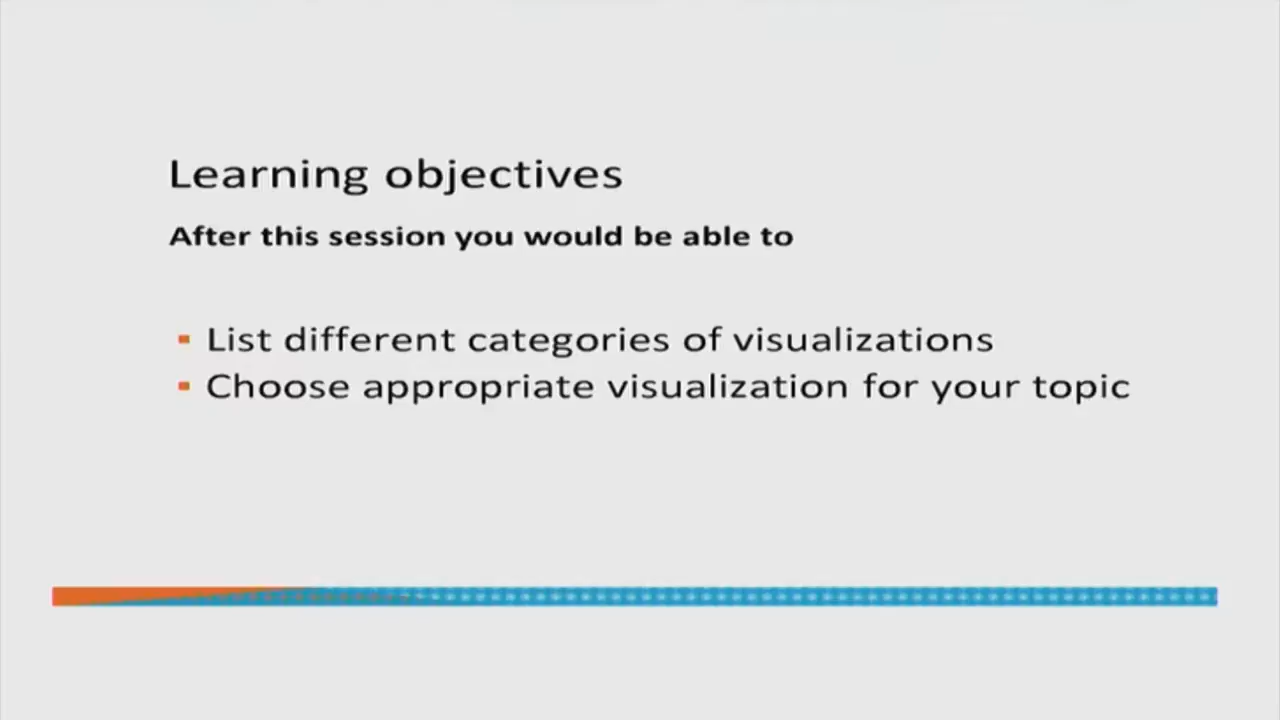 Learning objectives
After this session you would be able to
List different categories of visualizations
Choose appropriate visualization for your topic